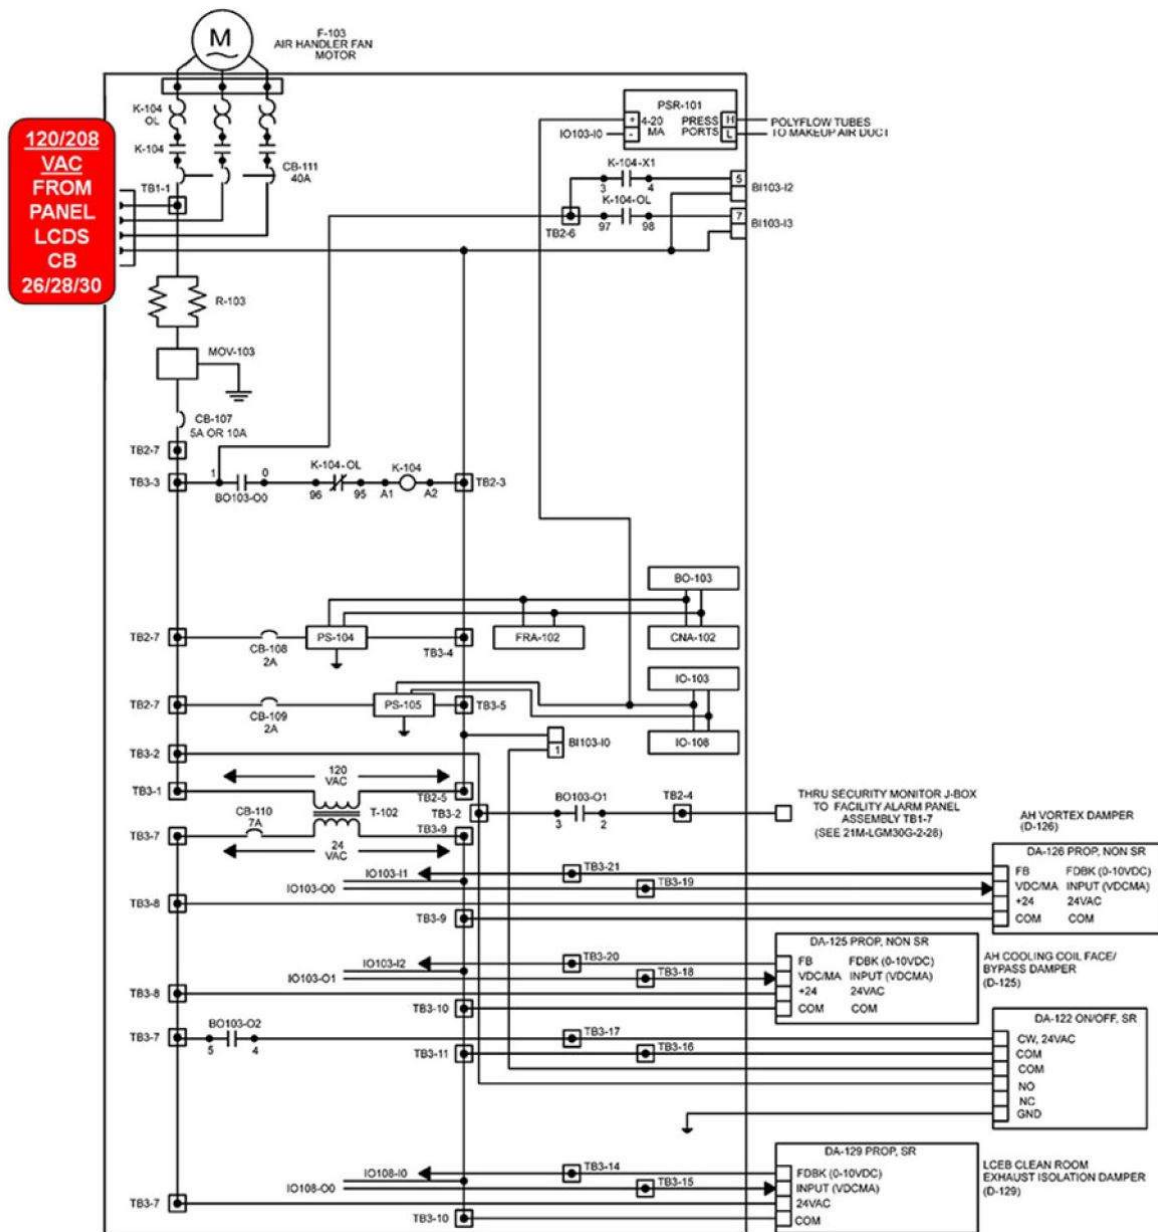 M
F-103
AIR HANDLER FAN
MOTOR
K-104
OL
K-104
CB-111
40A
120/208
VAC
FROM
PANEL
LCDS
CB
26/28/30
TB1-1
PSR-101
+ 4-20 PRESS H
- MA PORTS L
IO103-I0
POLYFLOW TUBES
TO MAKEUP AIR DUCT
K-104-X1
3 4
5
BI103-I2
K-104-OL
97 98
7
BI103-I3
TB2-6
R-103
MOV-103
CB-107
5A OR 10A
TB2-7
TB3-3
1 0
BO103-O0
K-104-OL
96 95
K-104
A1 A2
TB2-3
BO-103
TB2-7
CB-108
2A
PS-104
TB3-4
FRA-102
CNA-102
IO-103
TB2-7
CB-109
2A
PS-105
TB3-5
IO-108
TB3-2
1
BI103-I0
120
VAC
TB3-1
TB2-5
T-102
CB-110
7A
TB3-7
TB3-9
24
VAC
TB3-2
BO103-O1
3 2
TB2-4
THRU SECURITY MONITOR J-BOX
TO FACILITY ALARM PANEL
ASSEMBLY TB1-7
(SEE 21M-LGM30G-2-28)
AH VORTEX DAMPER
(D-126)
DA-126 PROP, NON SR
FB FDBK (0-10VDC)
VDC/MA INPUT (VDCMA)
+24 24VAC
COM COM
IO103-I1
TB3-21
IO103-O0
TB3-19
TB3-8
TB3-9
DA-125 PROP, NON SR
FB FDBK (0-10VDC)
VDC/MA INPUT (VDCMA)
+24 24VAC
COM COM
AH COOLING COIL FACE/
BYPASS DAMPER
(D-125)
IO103-I2
TB3-20
IO103-O1
TB3-18
TB3-8
TB3-10
DA-122 ON/OFF, SR
CW, 24VAC
COM
COM
NO
NC
GND
TB3-7
BO103-O2
5 4
TB3-17
TB3-11
TB3-16
DA-129 PROP, SR
FDBK (0-10VDC)
INPUT (VDCMA)
24VAC
COM
LCEB CLEAN ROOM
EXHAUST ISOLATION DAMPER
(D-129)
IO108-I0
TB3-14
IO108-O0
TB3-15
TB3-7
TB3-10